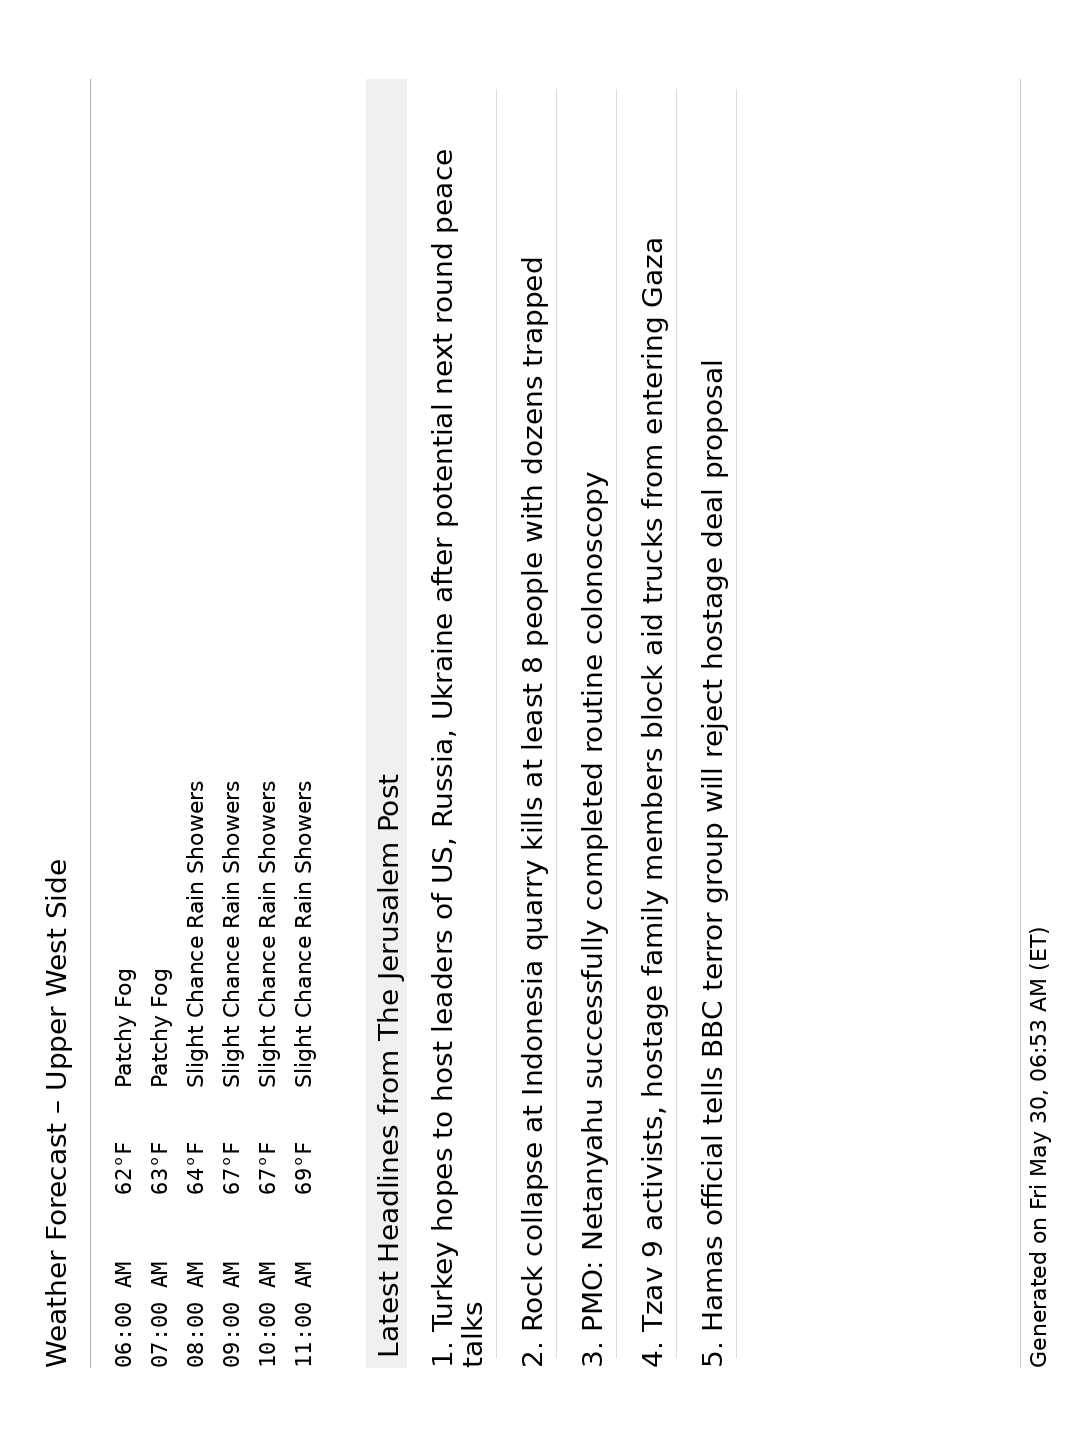 Weather Forecast – Upper West Side
06:00 AM 62°F Patchy Fog
07:00 AM 63°F Patchy Fog
08:00 AM 64°F Slight Chance Rain Showers
09:00 AM 67°F Slight Chance Rain Showers
10:00 AM 67°F Slight Chance Rain Showers
11:00 AM 69°F Slight Chance Rain Showers
Latest Headlines from The Jerusalem Post
1. Turkey hopes to host leaders of US, Russia, Ukraine after potential next round peace
talks
2. Rock collapse at Indonesia quarry kills at least 8 people with dozens trapped
3. PMO: Netanyahu successfully completed routine colonoscopy
4. Tzav 9 activists, hostage family members block aid trucks from entering Gaza
5. Hamas official tells BBC terror group will reject hostage deal proposal
Generated on Fri May 30, 06:53 AM (ET)